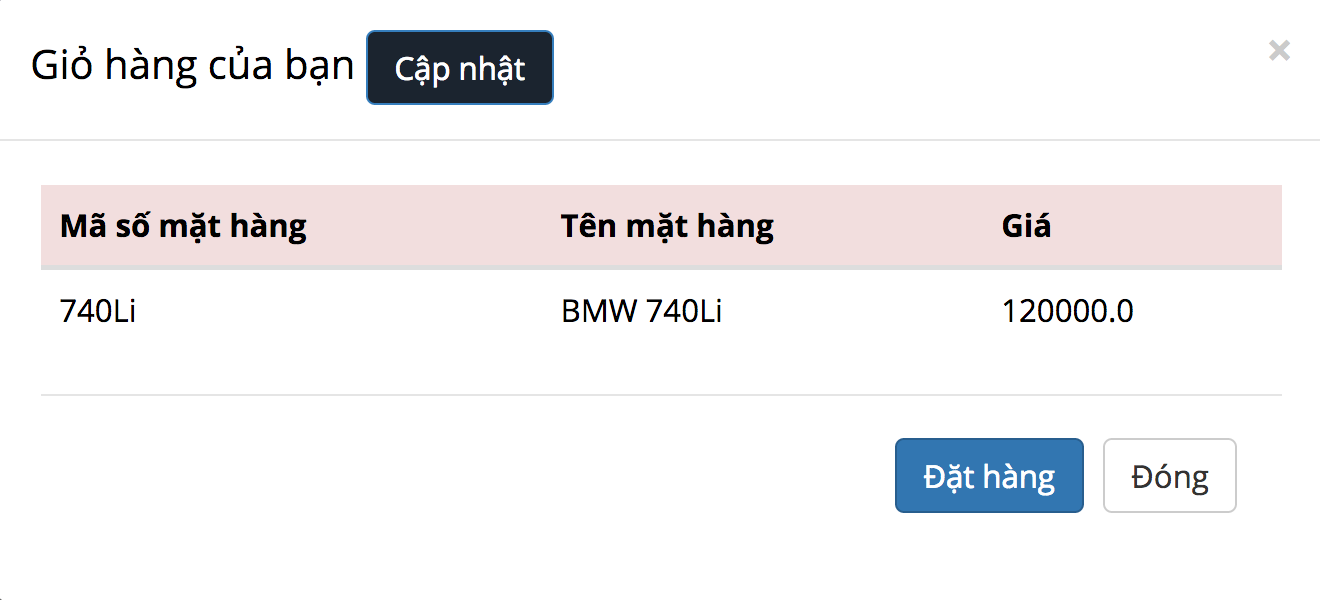 Giỏ hàng của bạn Cập nhật ×
Mã số mặt hàng Tên mặt hàng Giá
740Li BMW 740Li 120000.0
Đặt hàng Đóng